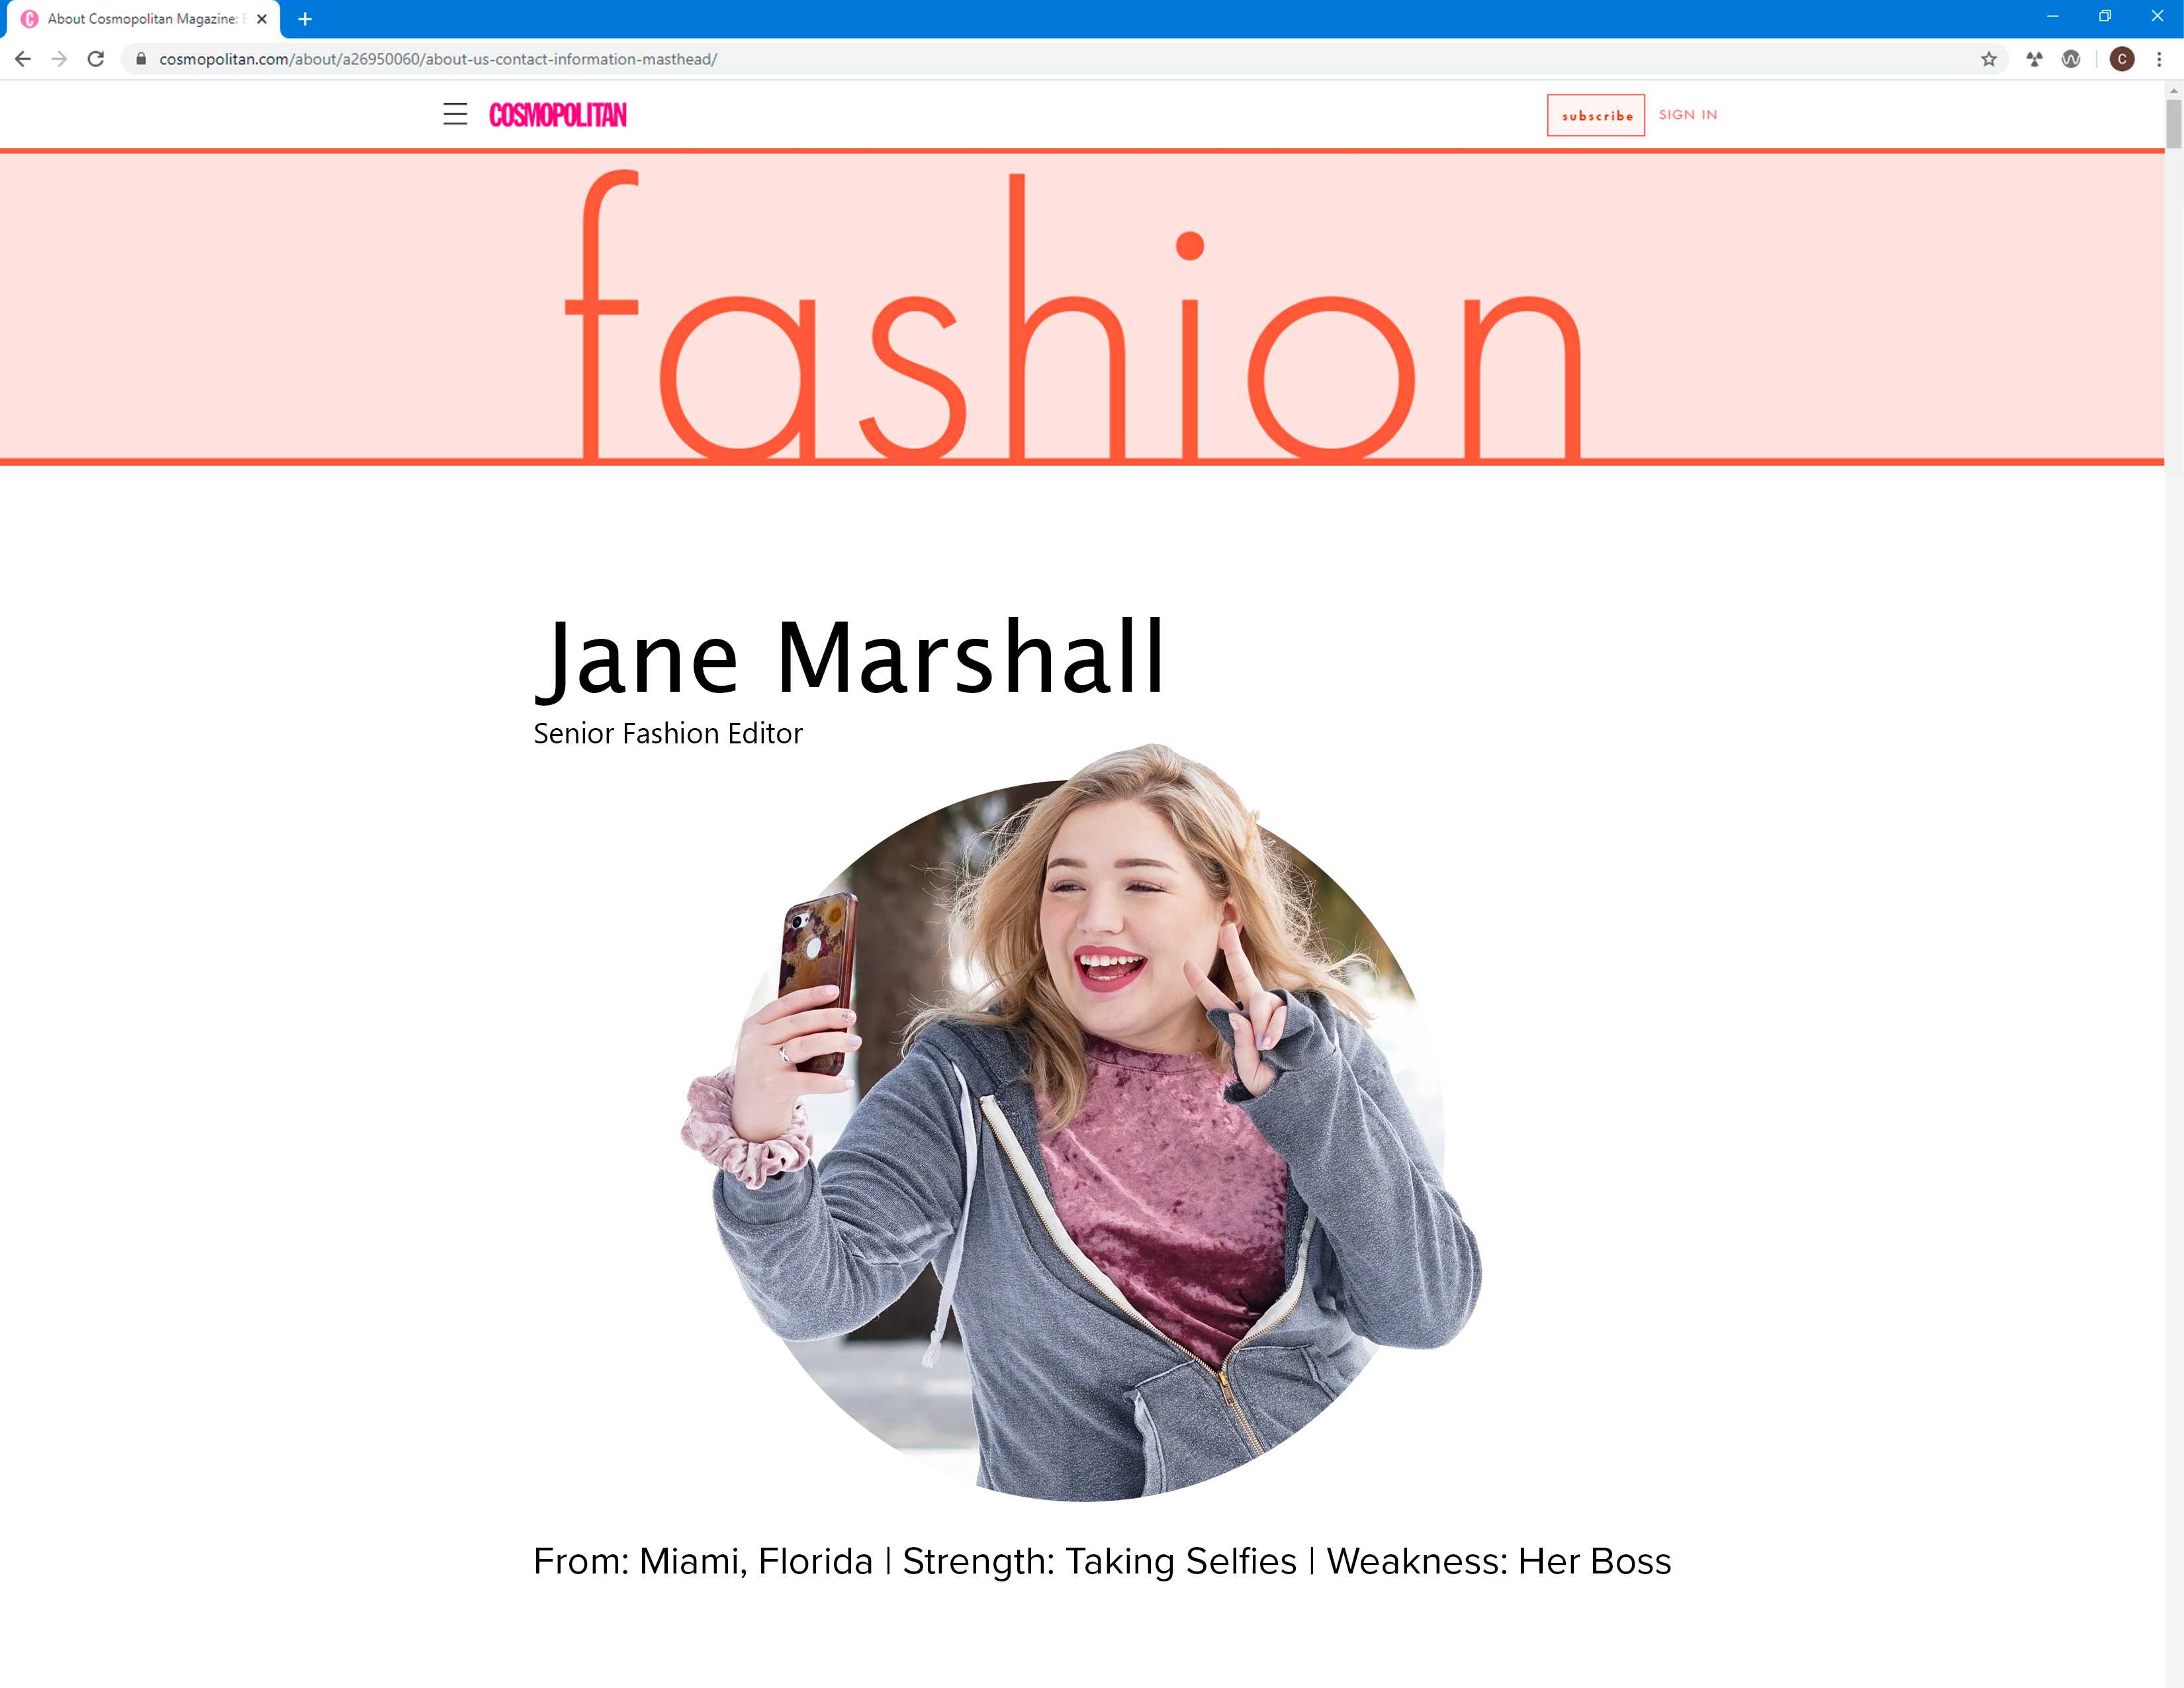 About Cosmopolitan Magazine:
cosmopolitan.com/about/a26950060/about-us-contact-information-masthead/
C
COSMOPOLITAN
subscribe
SIGN IN
fashion
Jane Marshall
Senior Fashion Editor
From: Miami, Florida | Strength: Taking Selfies | Weakness: Her Boss